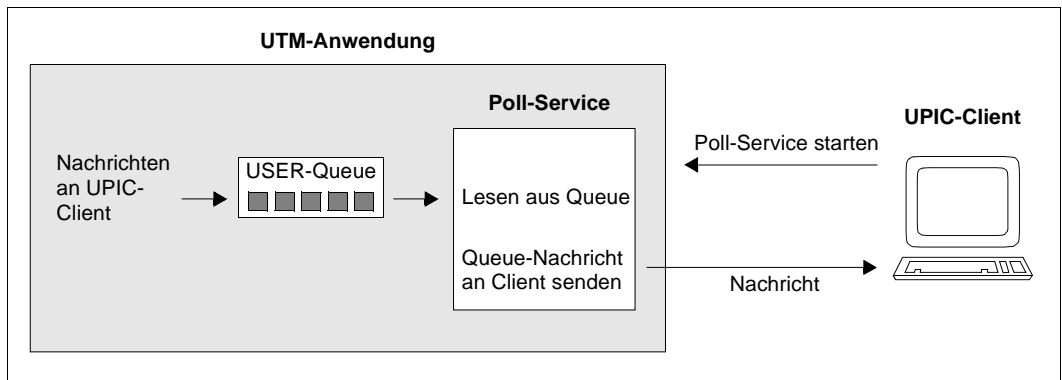 UTM-Anwendung
Poll-Service
UPIC-Client
Poll-Service starten
Nachrichten
an UPIC-
Client
USER-Queue
Lesen aus Queue
Queue-Nachricht
an Client senden
Nachricht